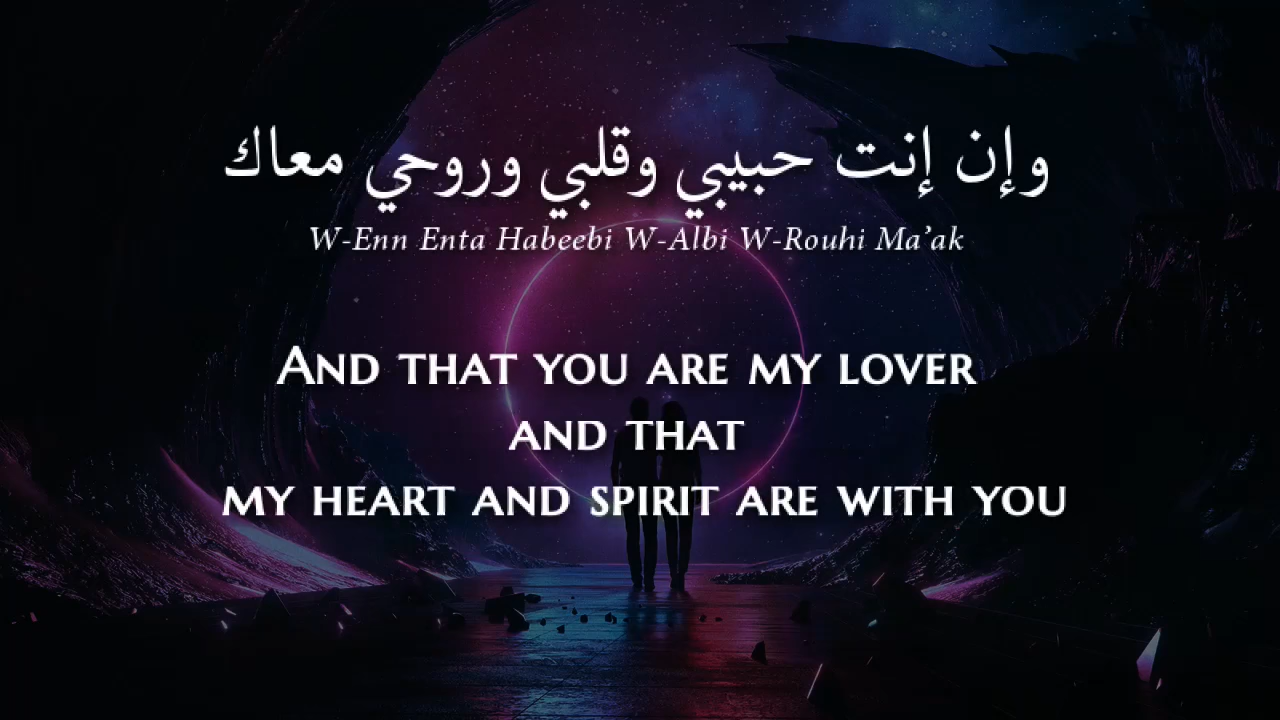 وإن إنت حبيبي وقلبي وروحي معاك
W-Enn Enta Habeebi W-Albi W-Rouhi Ma’ak
And that you are my lover
and that
my heart and spirit are with you